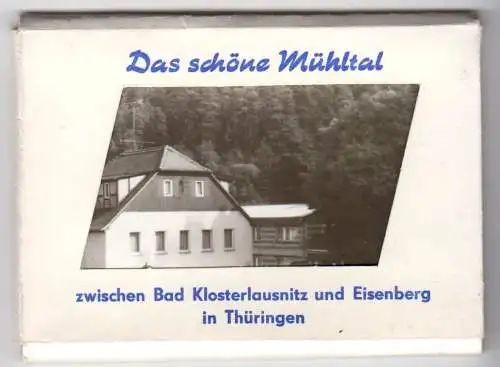 Das schöne Mühltal
zwischen Bad Klosterlausnitz und Eisenberg
in Thüringen